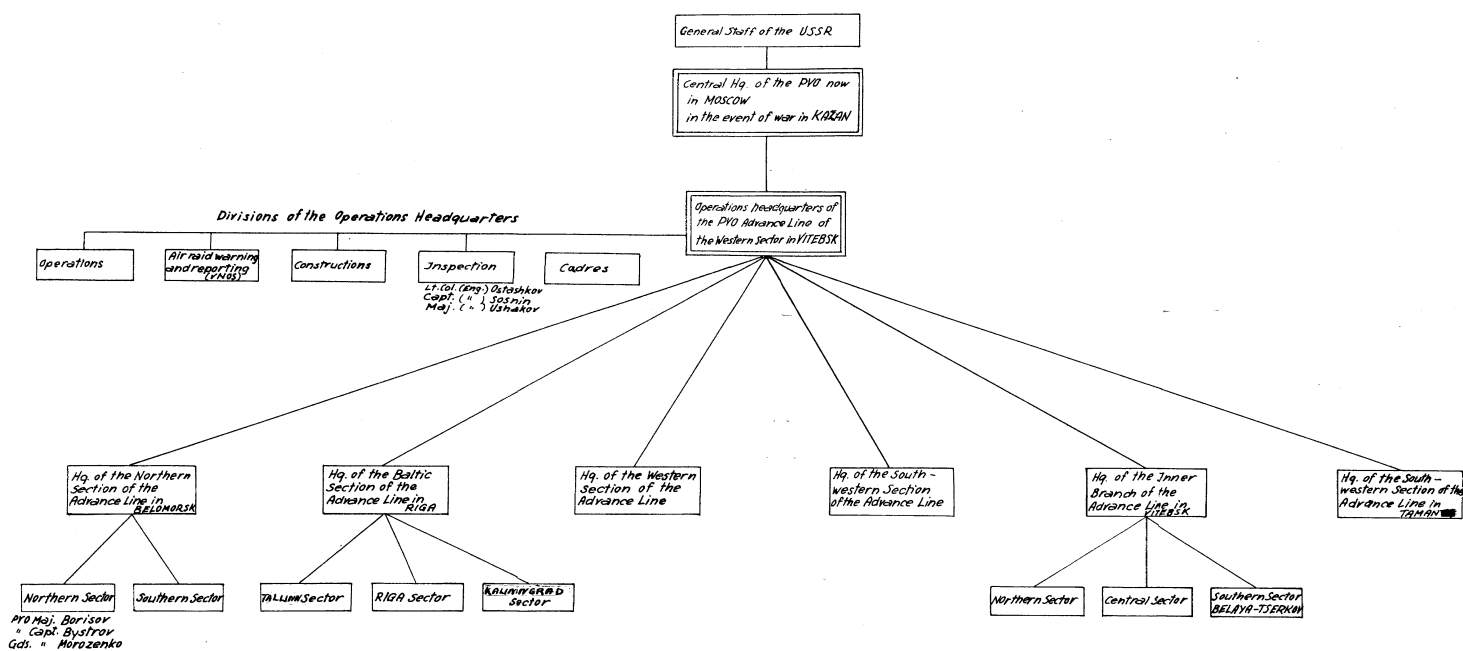 General Staff of the USSR
Central Hq. of the PVO now
in MOSCOW
in the event of war in KAZAN
Operations headquarters of
the PVO Advance Line of
the Western Sector in VITEBSK
Divisions of the Operations Headquarters
Operations
Air raid warning
and reporting
(VNOS)
Constructions
Inspection
Cadres
Lt. Col. (Eng.) Ostashkov
Capt. ( " ) Sosnin
Maj. ( " ) Ushakov
Hq. of the Northern
Section of the
Advance Line in
BELOMORSK
Hq. of the Baltic
Section of the
Advance Line in
RIGA
Hq. of the Western
Section of the
Advance Line
Hq. of the South-
western Section
of the Advance Line
Hq. of the Inner
Branch of the
Advance Line in
VITEBSK
Hq. of the South-
western Section of the
Advance Line in
TAMAN
Northern Sector
Southern Sector
TALLINN Sector
RIGA Sector
KALININGRAD
Sector
Northern Sector
Central Sector
Southern Sector
BELAYA-TSERKOV
PVO Maj. Borisov
" Capt. Bystrov
Gds. " Morozenko